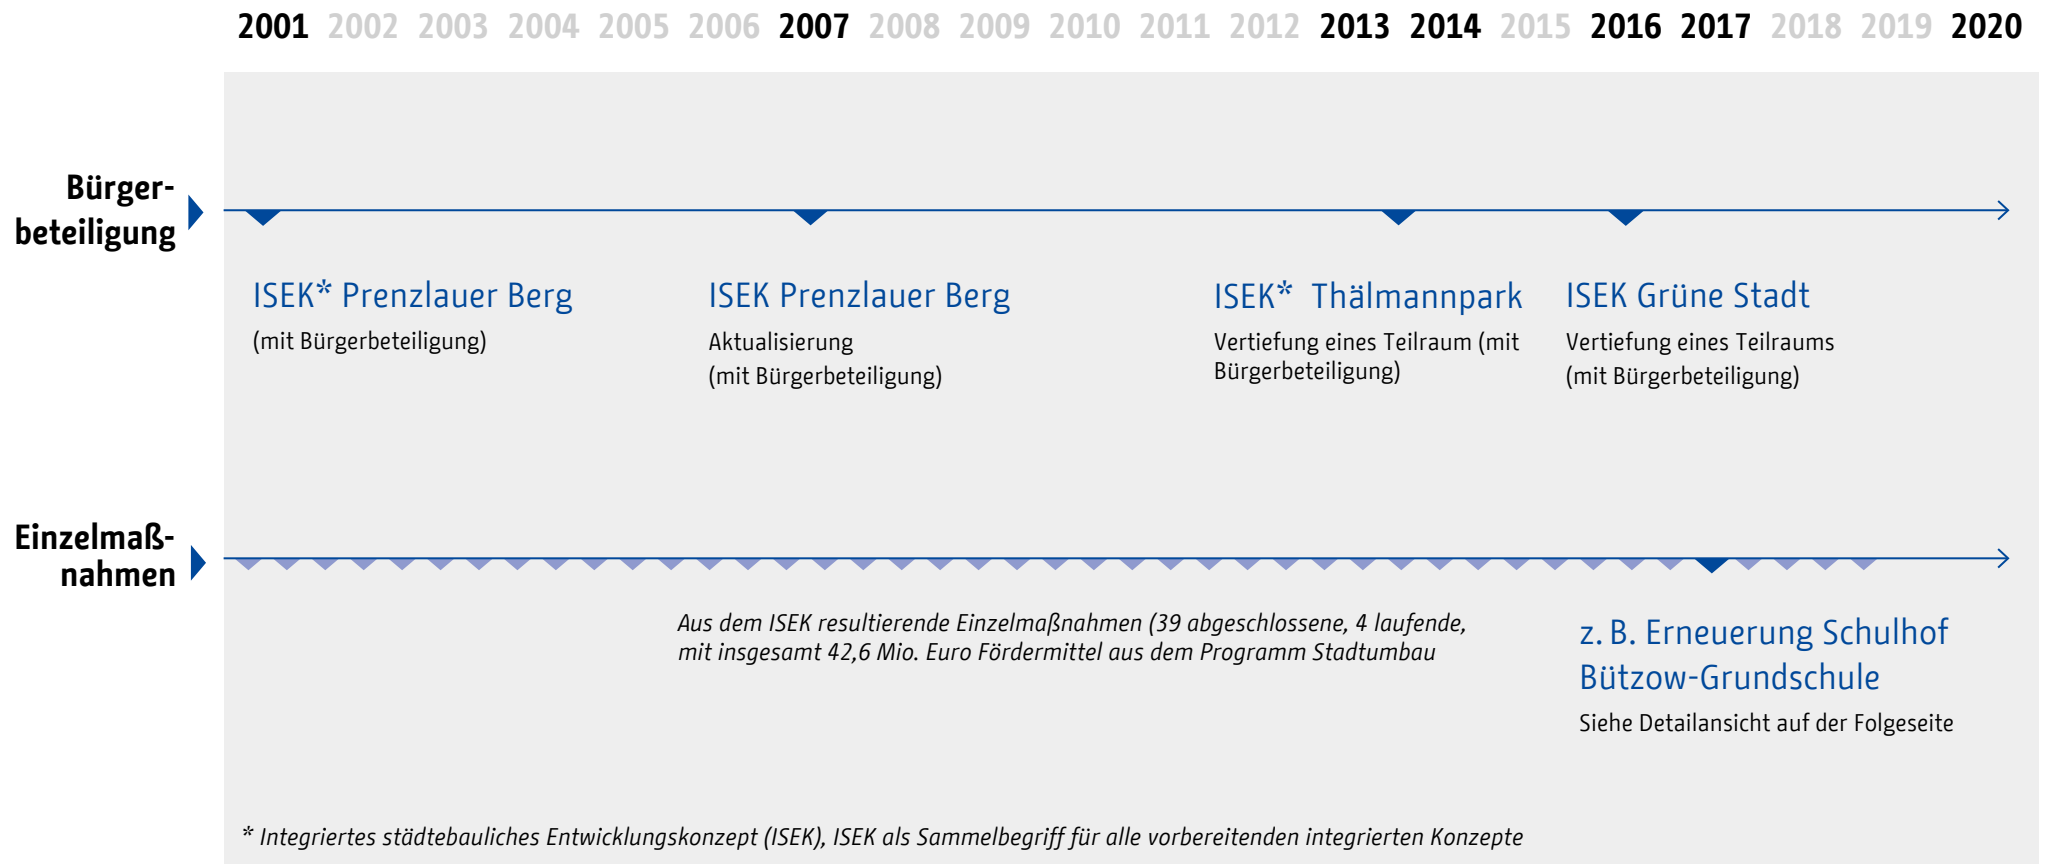 2001 2002 2003 2004 2005 2006 2007 2008 2009 2010 2011 2012 2013 2014 2015 2016 2017 2018 2019 2020
Bürger-
beteiligung
ISEK* Prenzlauer Berg
(mit Bürgerbeteiligung)
ISEK Prenzlauer Berg
Aktualisierung
(mit Bürgerbeteiligung)
ISEK* Thälmannpark
Vertiefung eines Teilraum (mit
Bürgerbeteiligung)
ISEK Grüne Stadt
Vertiefung eines Teilraums
(mit Bürgerbeteiligung)
Einzelmaß-
nahmen
Aus dem ISEK resultierende Einzelmaßnahmen (39 abgeschlossene, 4 laufende,
mit insgesamt 42,6 Mio. Euro Fördermittel aus dem Programm Stadtumbau
z. B. Erneuerung Schulhof
Bützow-Grundschule
Siehe Detailansicht auf der Folgeseite
* Integriertes städtebauliches Entwicklungskonzept (ISEK), ISEK als Sammelbegriff für alle vorbereitenden integrierten Konzepte